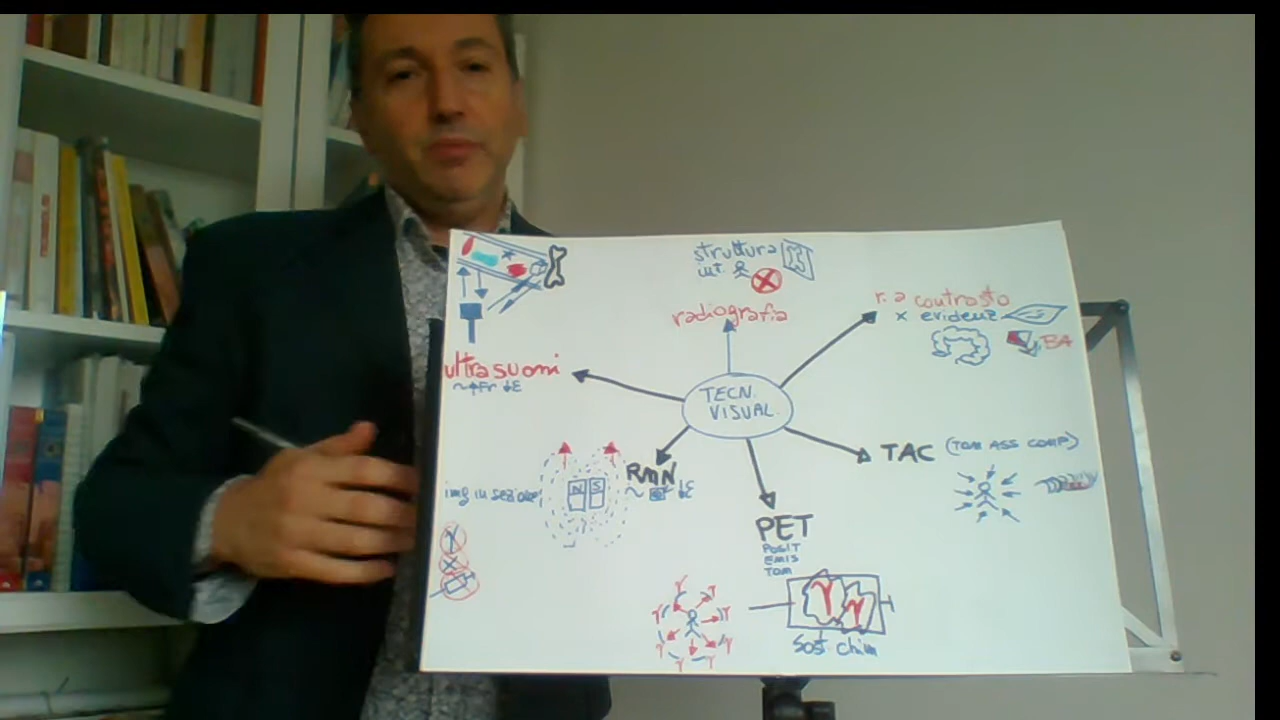 struttura
radiografia
r. a contrasto
x evidenz
BA
ultrasuoni
~↑Fr ↓E
TECN.
VISUAL.
TAC (TOM ASS COMP)
RMN
img in sezione
N S
PET
POSIT
EMIS
TOM
γ γ
Sost chim